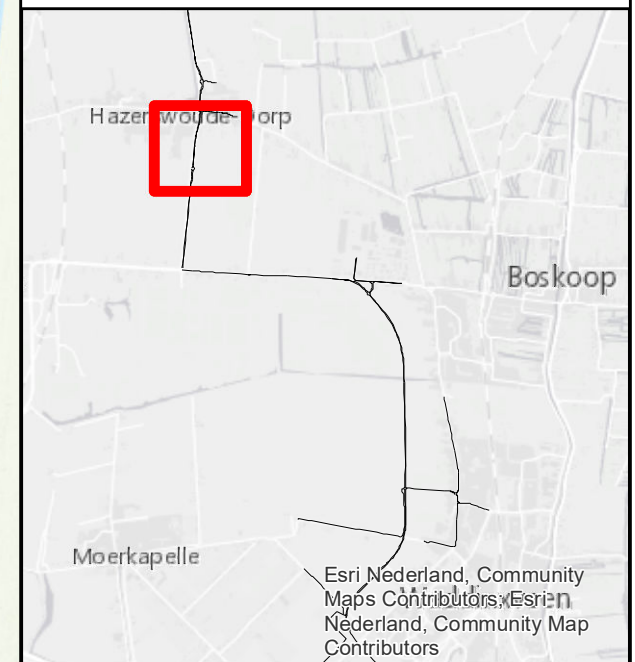 Hazerswoude-Dorp
Boskoop
Moerkapelle
Esri Nederland, Community
Maps Contributors, Esri
Nederland, Community Map
Contributors